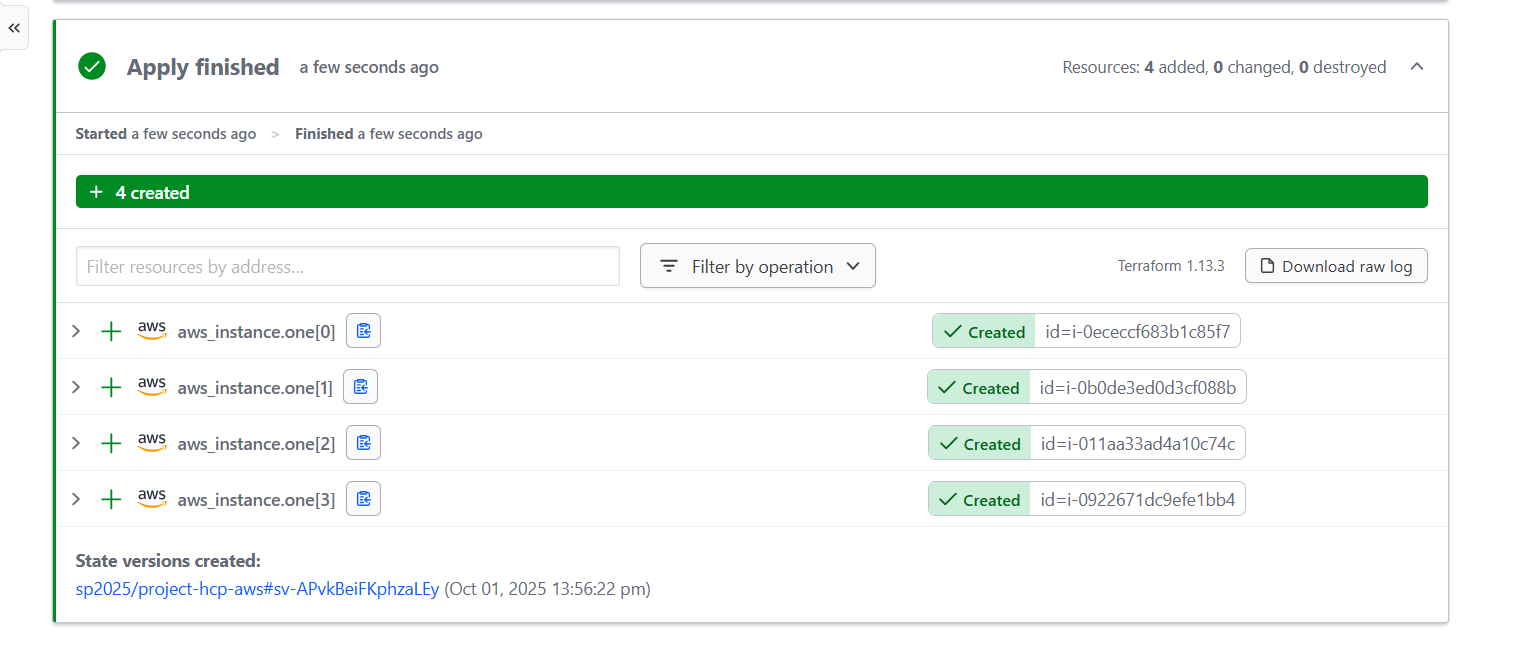 Apply finished a few seconds ago Resources: 4 added, 0 changed, 0 destroyed
Started a few seconds ago > Finished a few seconds ago
+ 4 created
Filter resources by address... Filter by operation Terraform 1.13.3 Download raw log
aws aws_instance.one[0] Created id=i-0ececcf683b1c85f7
aws aws_instance.one[1] Created id=i-0b0de3ed0d3cf088b
aws aws_instance.one[2] Created id=i-011aa33ad4a10c74c
aws aws_instance.one[3] Created id=i-0922671dc9efe1bb4
State versions created:
sp2025/project-hcp-aws#sv-APvkBeiFKphzaLEy (Oct 01, 2025 13:56:22 pm)